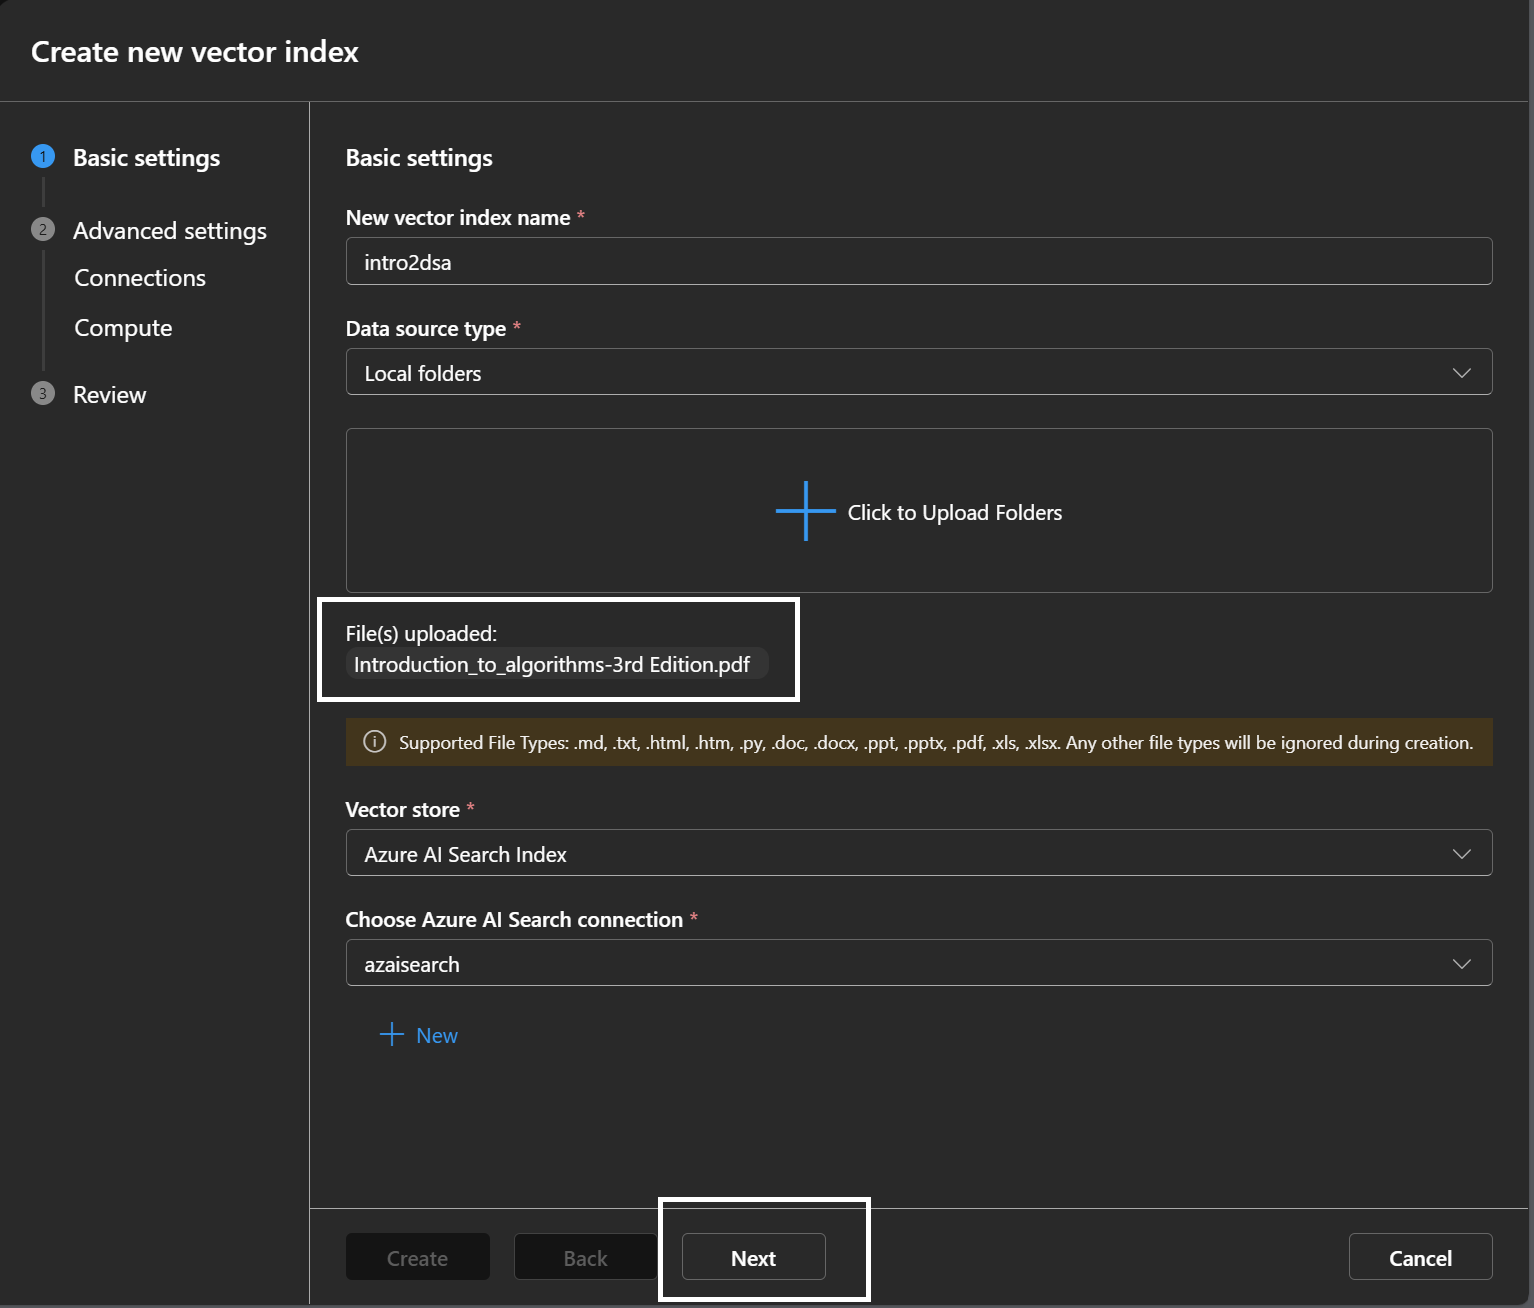 Create new vector index
1 Basic settings
2 Advanced settings
Connections
Compute
3 Review
Basic settings
New vector index name *
intro2dsa
Data source type *
Local folders
Click to Upload Folders
File(s) uploaded:
Introduction_to_algorithms-3rd Edition.pdf
Supported File Types: .md, .txt, .html, .htm, .py, .doc, .docx, .ppt, .pptx, .pdf, .xls, .xlsx. Any other file types will be ignored during creation.
Vector store *
Azure AI Search Index
Choose Azure AI Search connection *
azaisearch
New
Create Back Next Cancel